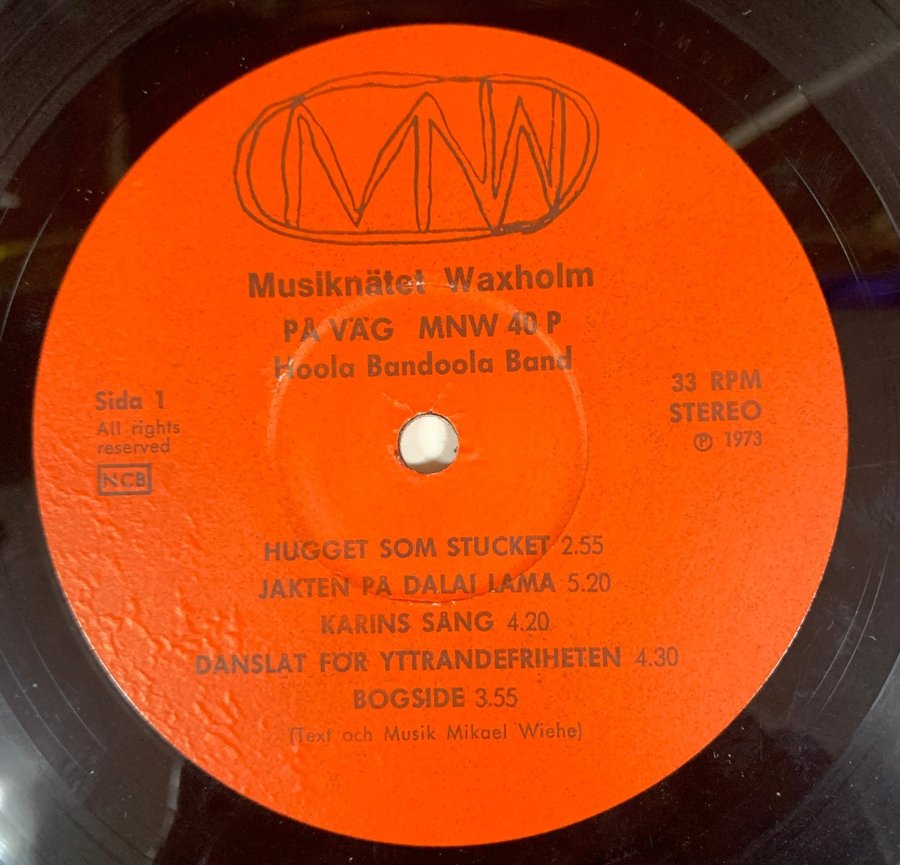 MNW
Musiknätet Waxholm
PÅ VÄG MNW 40 P
Hoola Bandoola Band
Sida 1
All rights
reserved
NCB
33 RPM
STEREO
Ⓟ 1973
HUGGET SOM STUCKET 2.55
JAKTEN PÅ DALAI LAMA 5.20
KARINS SÅNG 4.20
DANSLÅT FÖR YTTRANDEFRIHETEN 4.30
BOGSIDE 3.55
(Text och Musik Mikael Wiehe)